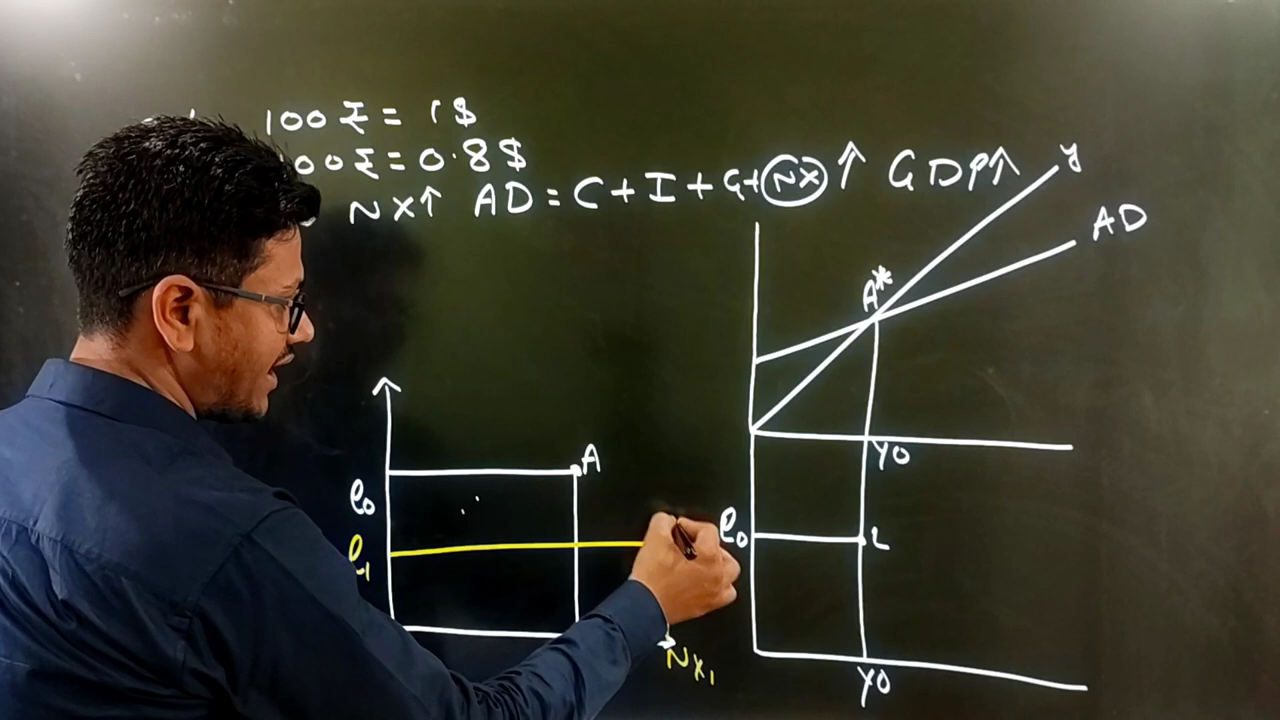 100 ₹ = 1 $
00 ₹ = 0.8 $
NX↑ AD = C + I + G + NX ↑ GDP↑
y
AD
A*
Y0
A
e0
e1
NX1
e0
L
Y0